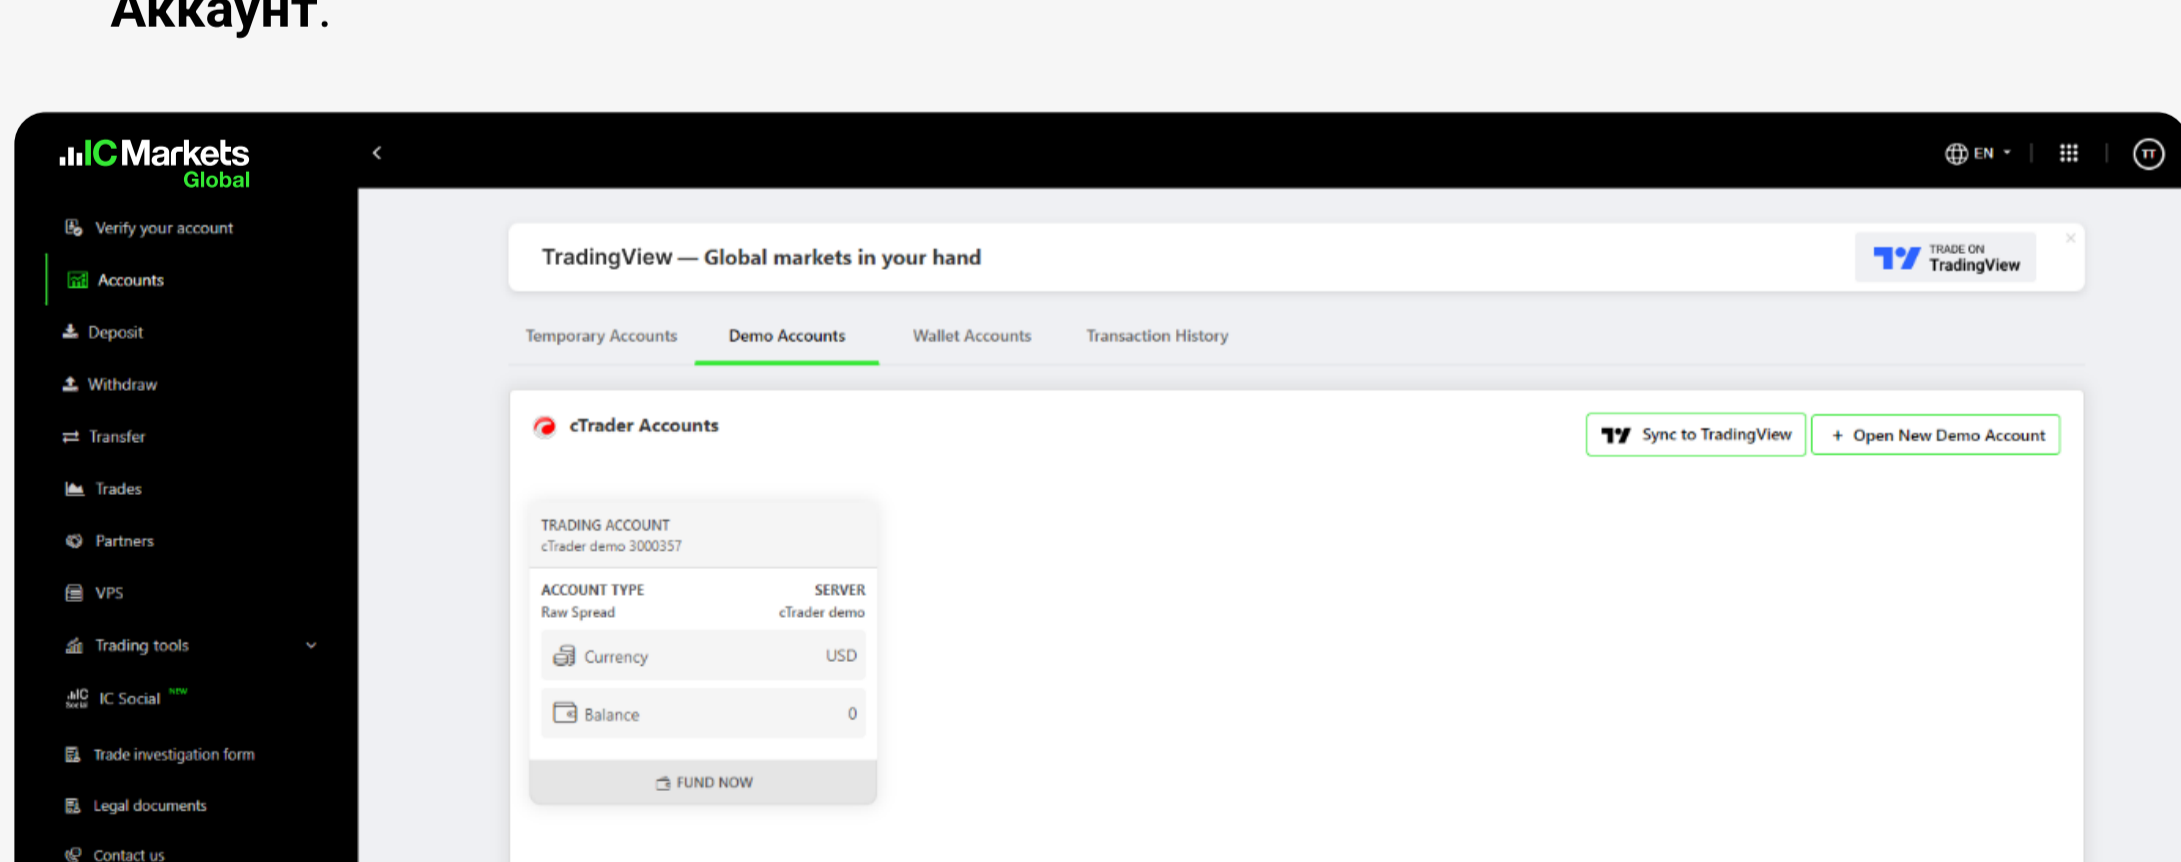 Аккаунт.
IC Markets
Global
EN
TT
Verify your account
Accounts
Deposit
Withdraw
Transfer
Trades
Partners
VPS
Trading tools
IC Social NEW
Trade investigation form
Legal documents
Contact us
TradingView — Global markets in your hand
TRADE ON
TradingView
Temporary Accounts Demo Accounts Wallet Accounts Transaction History
cTrader Accounts
Sync to TradingView
+ Open New Demo Account
TRADING ACCOUNT
cTrader demo 3000357
ACCOUNT TYPE SERVER
Raw Spread cTrader demo
Currency USD
Balance 0
FUND NOW